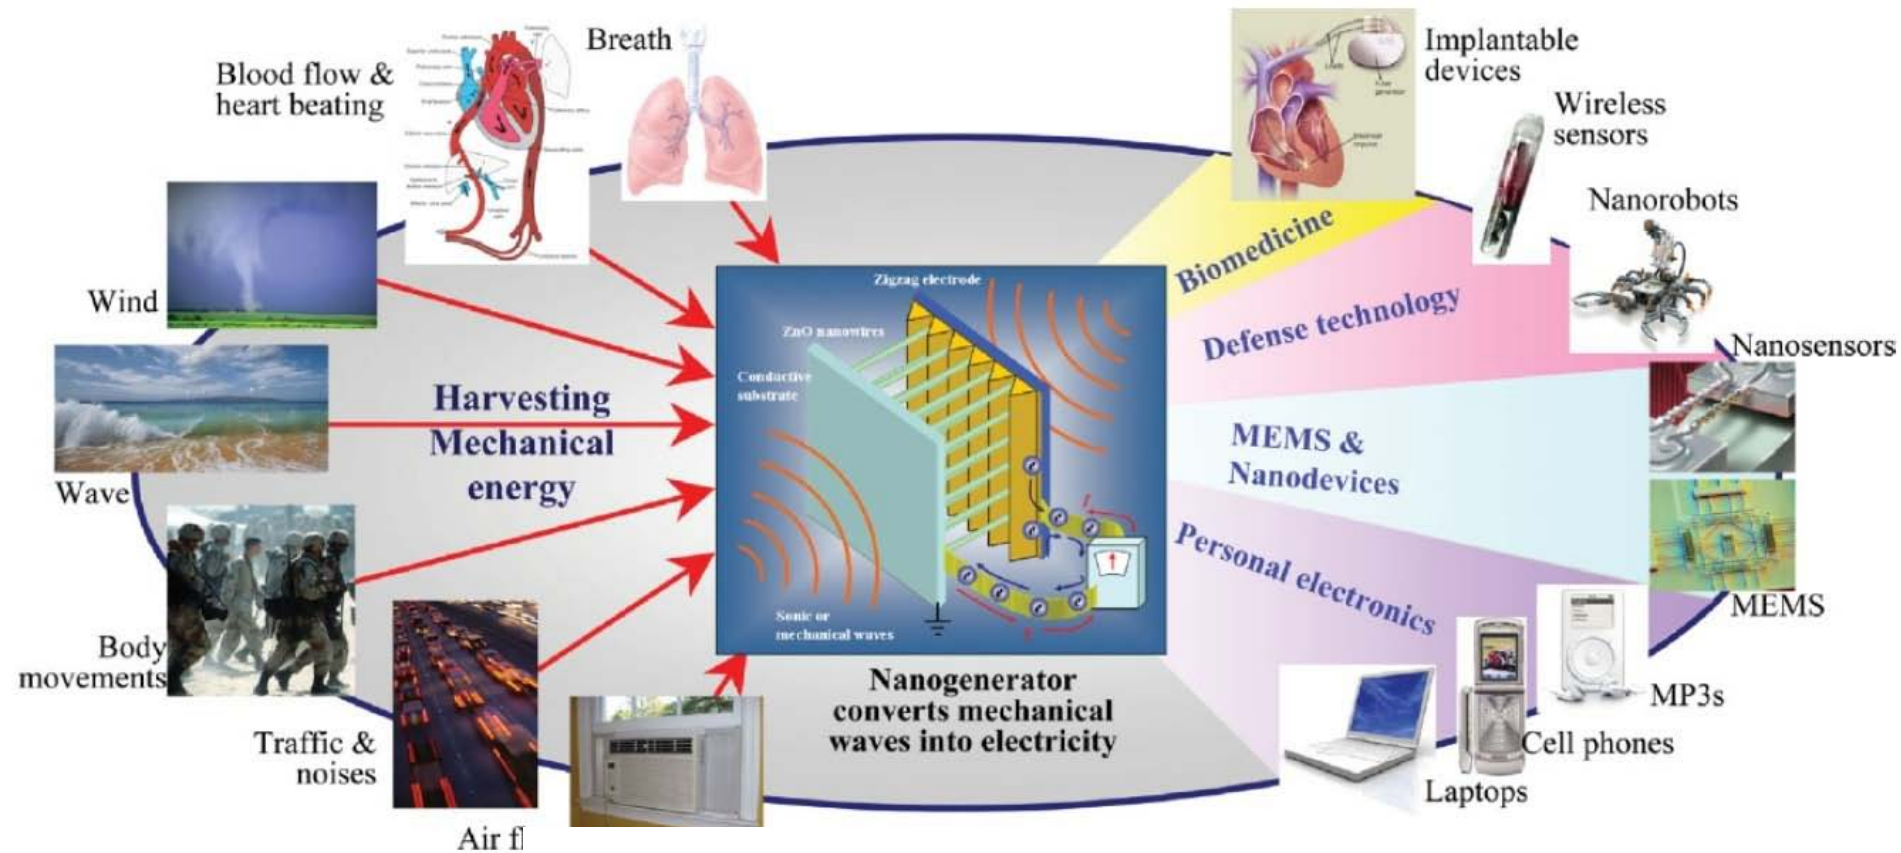 Blood flow &
heart beating
Breath
Wind
Wave
Body
movements
Traffic &
noises
Air fl
Harvesting
Mechanical
energy
Zigzag electrode
ZnO nanowires
Conductive
substrate
Sonic or
mechanical waves
Nanogenerator
converts mechanical
waves into electricity
Biomedicine
Defense technology
MEMS &
Nanodevices
Personal electronics
Implantable
devices
Wireless
sensors
Nanorobots
Nanosensors
MEMS
MP3s
Cell phones
Laptops